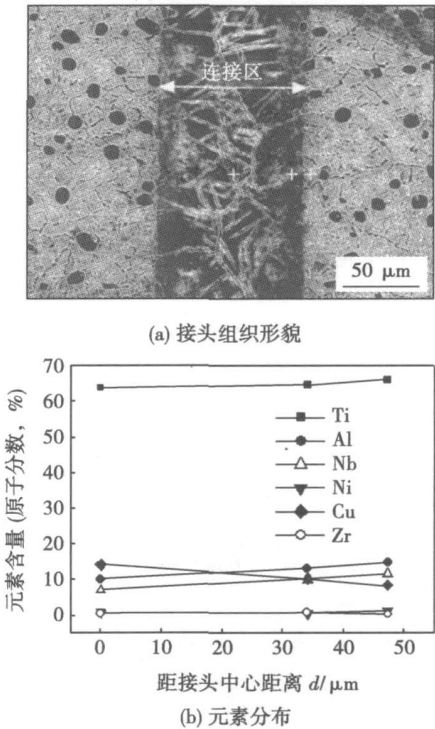 连接区
50 μm
(a) 接头组织形貌
元素含量 (原子分数, %)
70
60
50
40
30
20
10
0
Ti
Al
Nb
Ni
Cu
Zr
0 10 20 30 40 50
距接头中心距离 d/μm
(b) 元素分布